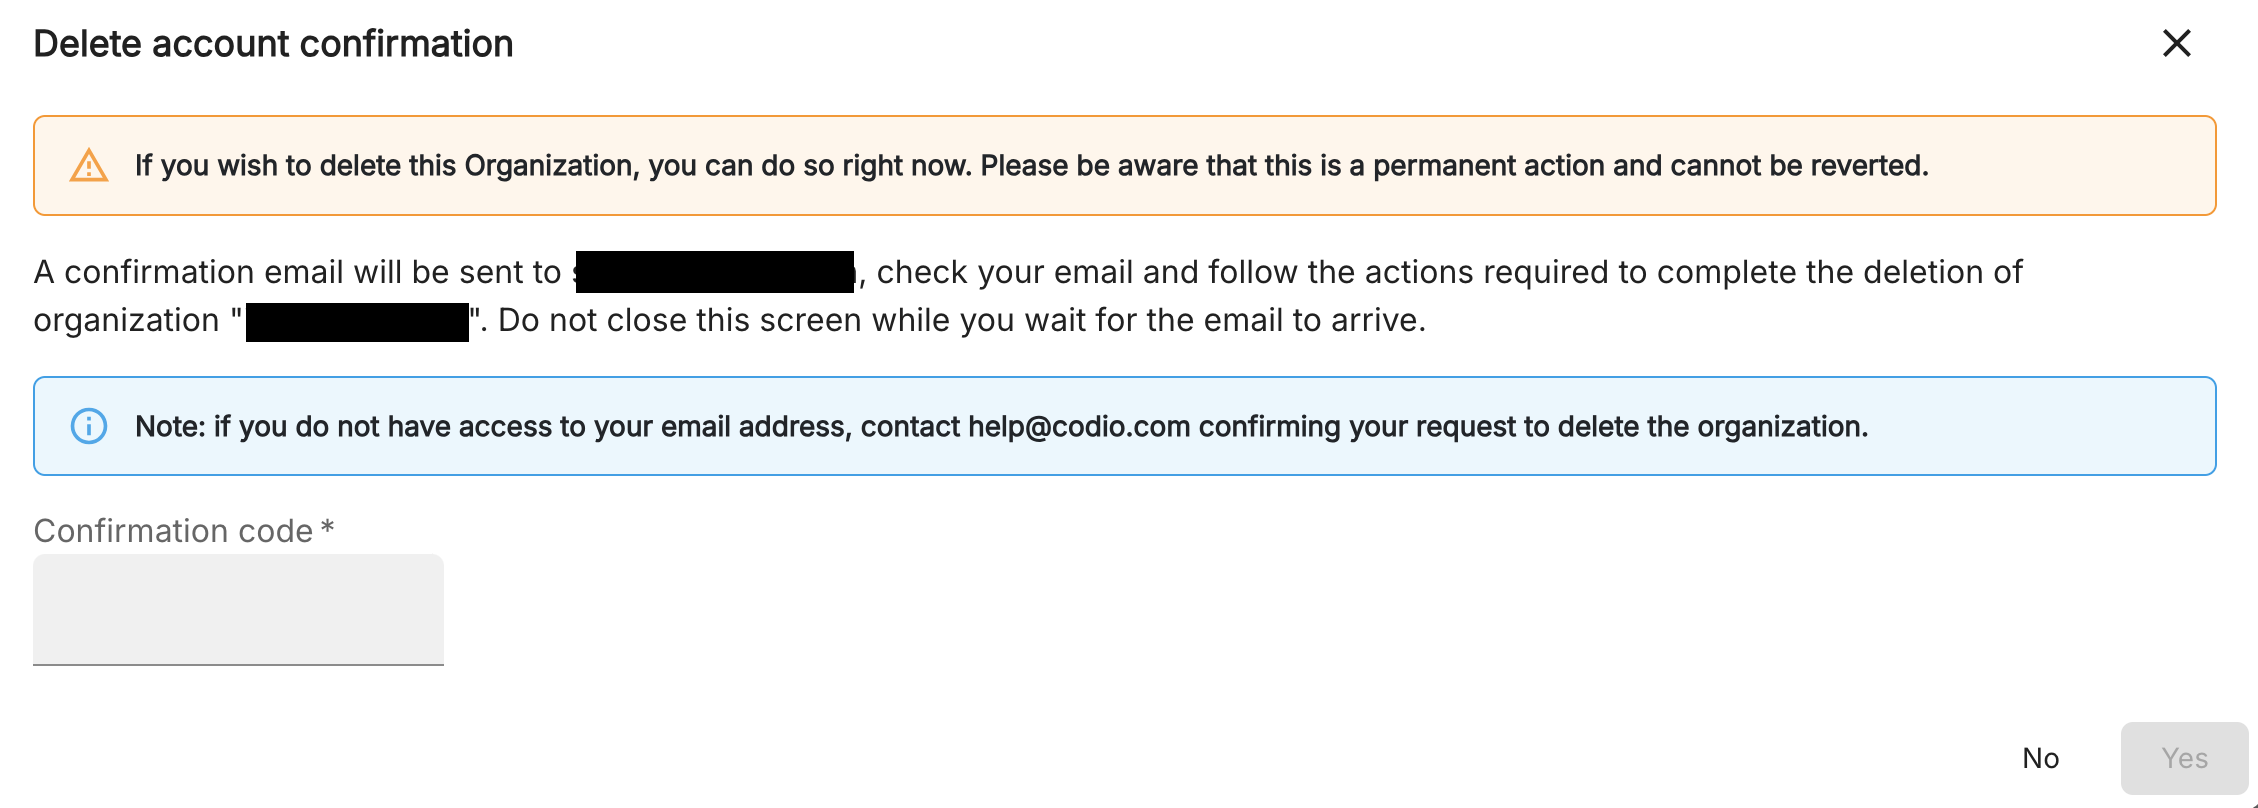 Delete account confirmation
If you wish to delete this Organization, you can do so right now. Please be aware that this is a permanent action and cannot be reverted.
A confirmation email will be sent to , check your email and follow the actions required to complete the deletion of
organization "". Do not close this screen while you wait for the email to arrive.
Note: if you do not have access to your email address, contact help@codio.com confirming your request to delete the organization.
Confirmation code *
No
Yes